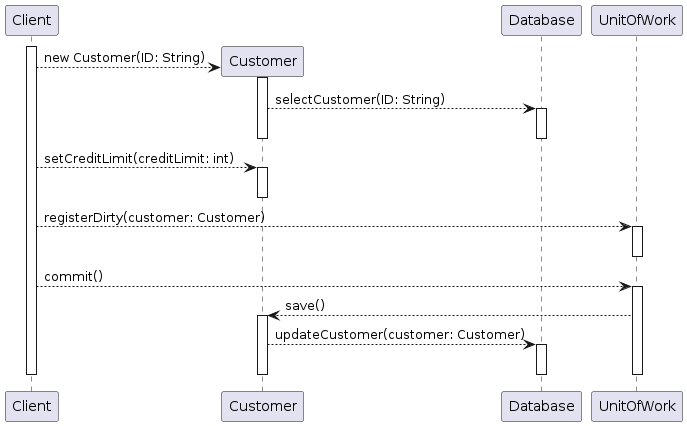 Client
Database
UnitOfWork
new Customer(ID: String)
Customer
selectCustomer(ID: String)
setCreditLimit(creditLimit: int)
registerDirty(customer: Customer)
commit()
save()
updateCustomer(customer: Customer)
Client
Customer
Database
UnitOfWork